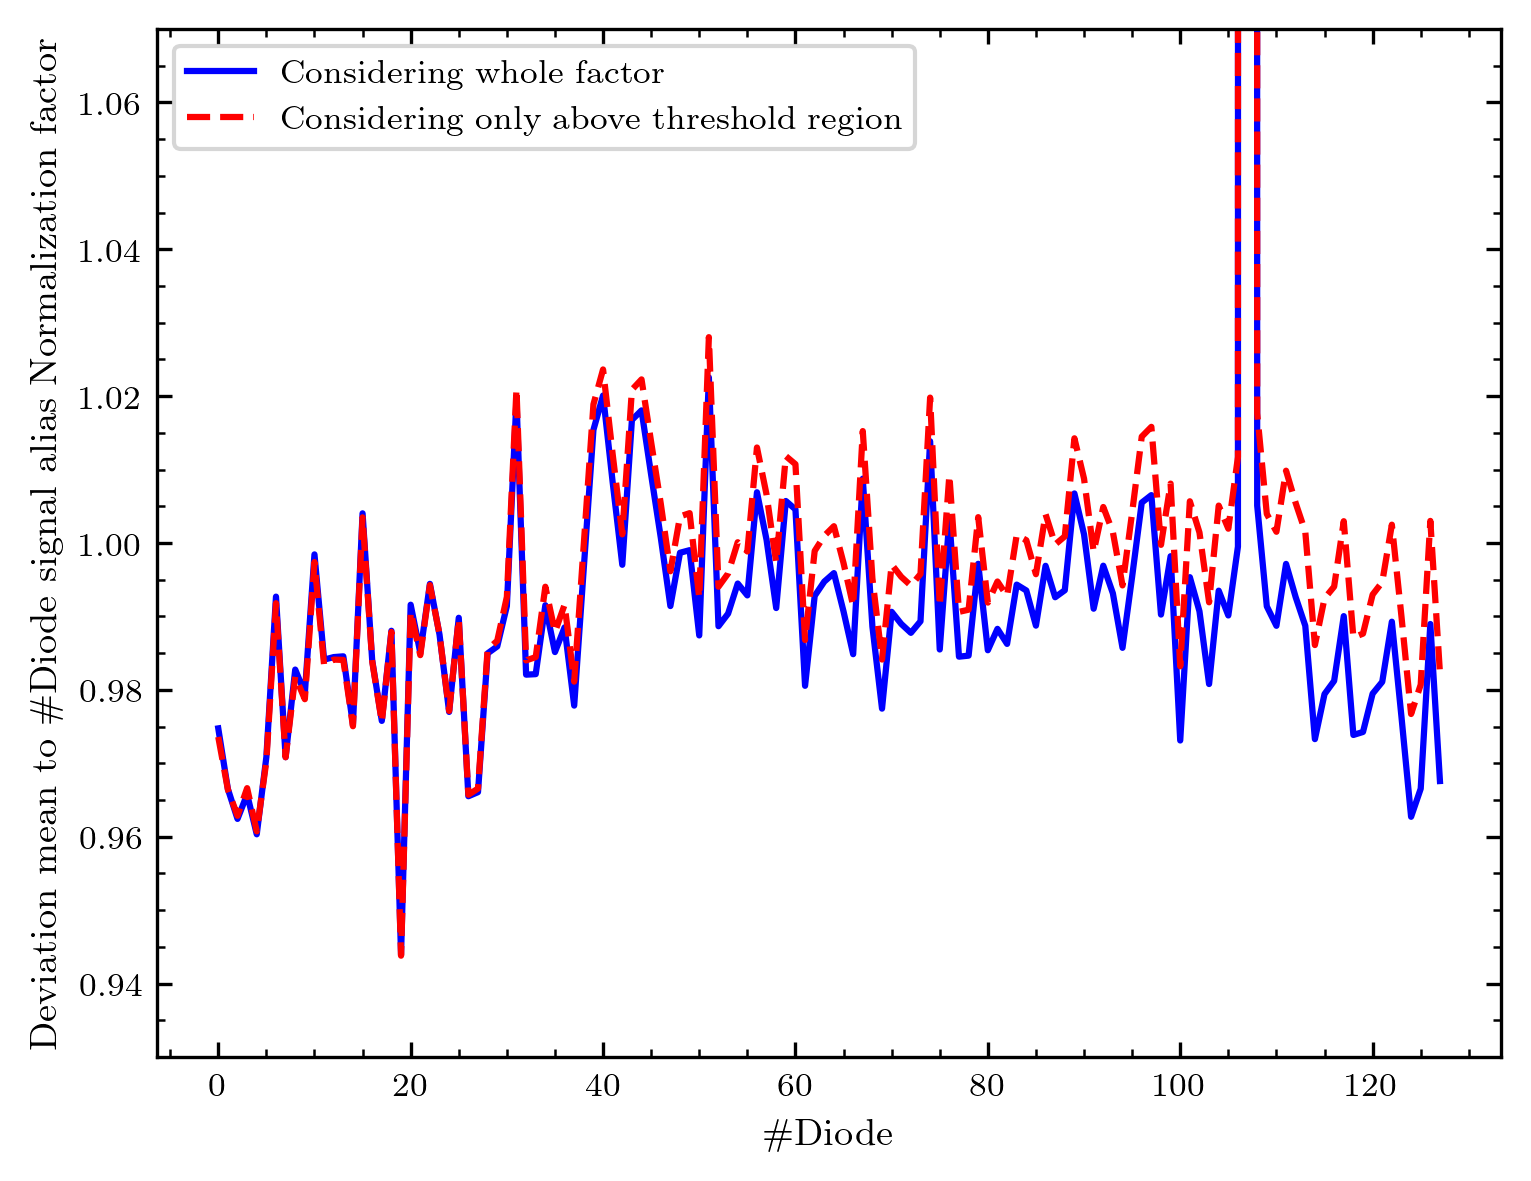 Considering whole factor
Considering only above threshold region
Deviation mean to #Diode signal alias Normalization factor
1.06
1.04
1.02
1.00
0.98
0.96
0.94
0 20 40 60 80 100 120
#Diode